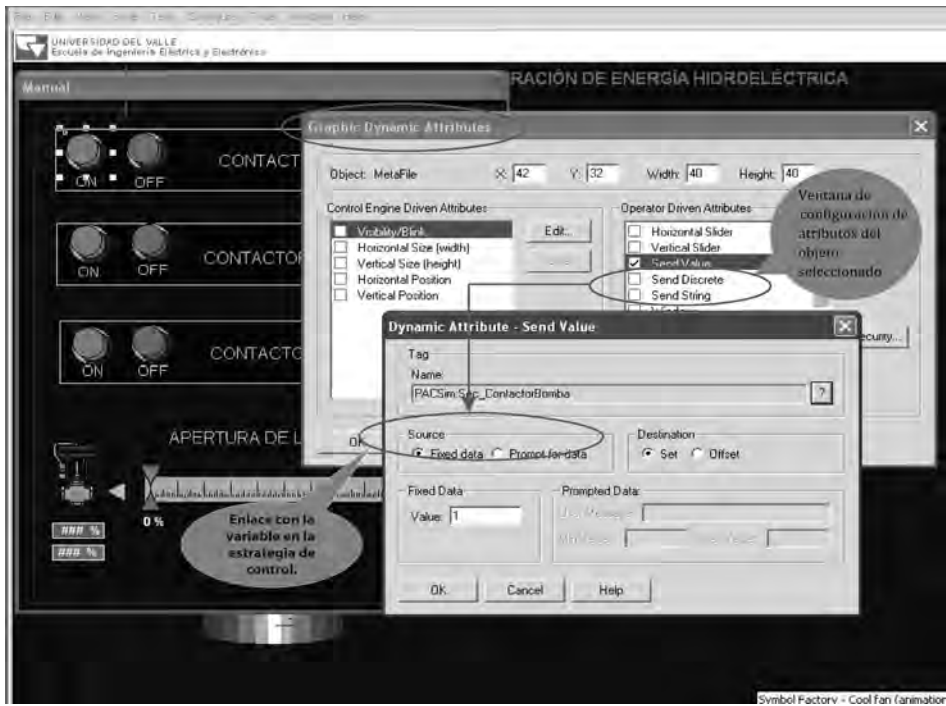 UNIVERSIDAD DEL VALLE
Escuela de Ingeniería Eléctrica y Electrónica
RACIÓN DE ENERGÍA HIDROELÉCTRICA
Manual
ON
OFF
CONTACT
ON
OFF
CONTACTO
ON
OFF
CONTACTO
APERTURA DE L
0 %
### %
### %
Graphic Dynamic Attributes
Object: MetaFile
X: 42
Y: 32
Width: 40
Height: 40
Control Engine Driven Attributes
Visibility/Blink
Horizontal Size (width)
Vertical Size (height)
Horizontal Position
Vertical Position
Edit...
Operator Driven Attributes
Horizontal Slider
Vertical Slider
Send Value
Send Discrete
Send String
ecurity...
OK
Ventana de
configuración de
atributos del
objeto
seleccionado
Dynamic Attribute - Send Value
Tag
Name:
PACSim.Sec_ContactorBomba
?
Source
Fixed data
Prompt for data
Destination
Set
Offset
Fixed Data
Value: 1
Prompted Data:
OK
Cancel
Help
Enlace con la
variable en la
estrategia de
control.
Symbol Factory - Cool fan (animation